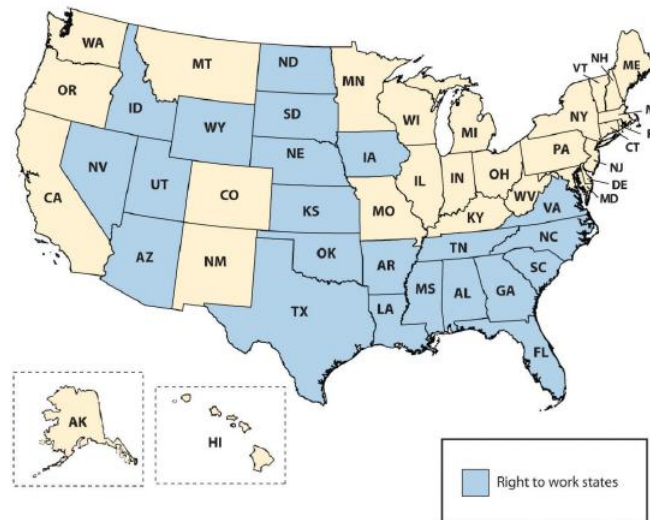 WA
MT
ND
MN
OR
ID
WY
SD
WI
MI
VT
NH
ME
NY
M
R
CT
NV
UT
CO
NE
IA
IL
IN
OH
PA
NJ
DE
MD
CA
KS
MO
KY
WV
VA
AZ
NM
OK
AR
TN
NC
SC
TX
LA
MS
AL
GA
FL
AK
HI
Right to work states